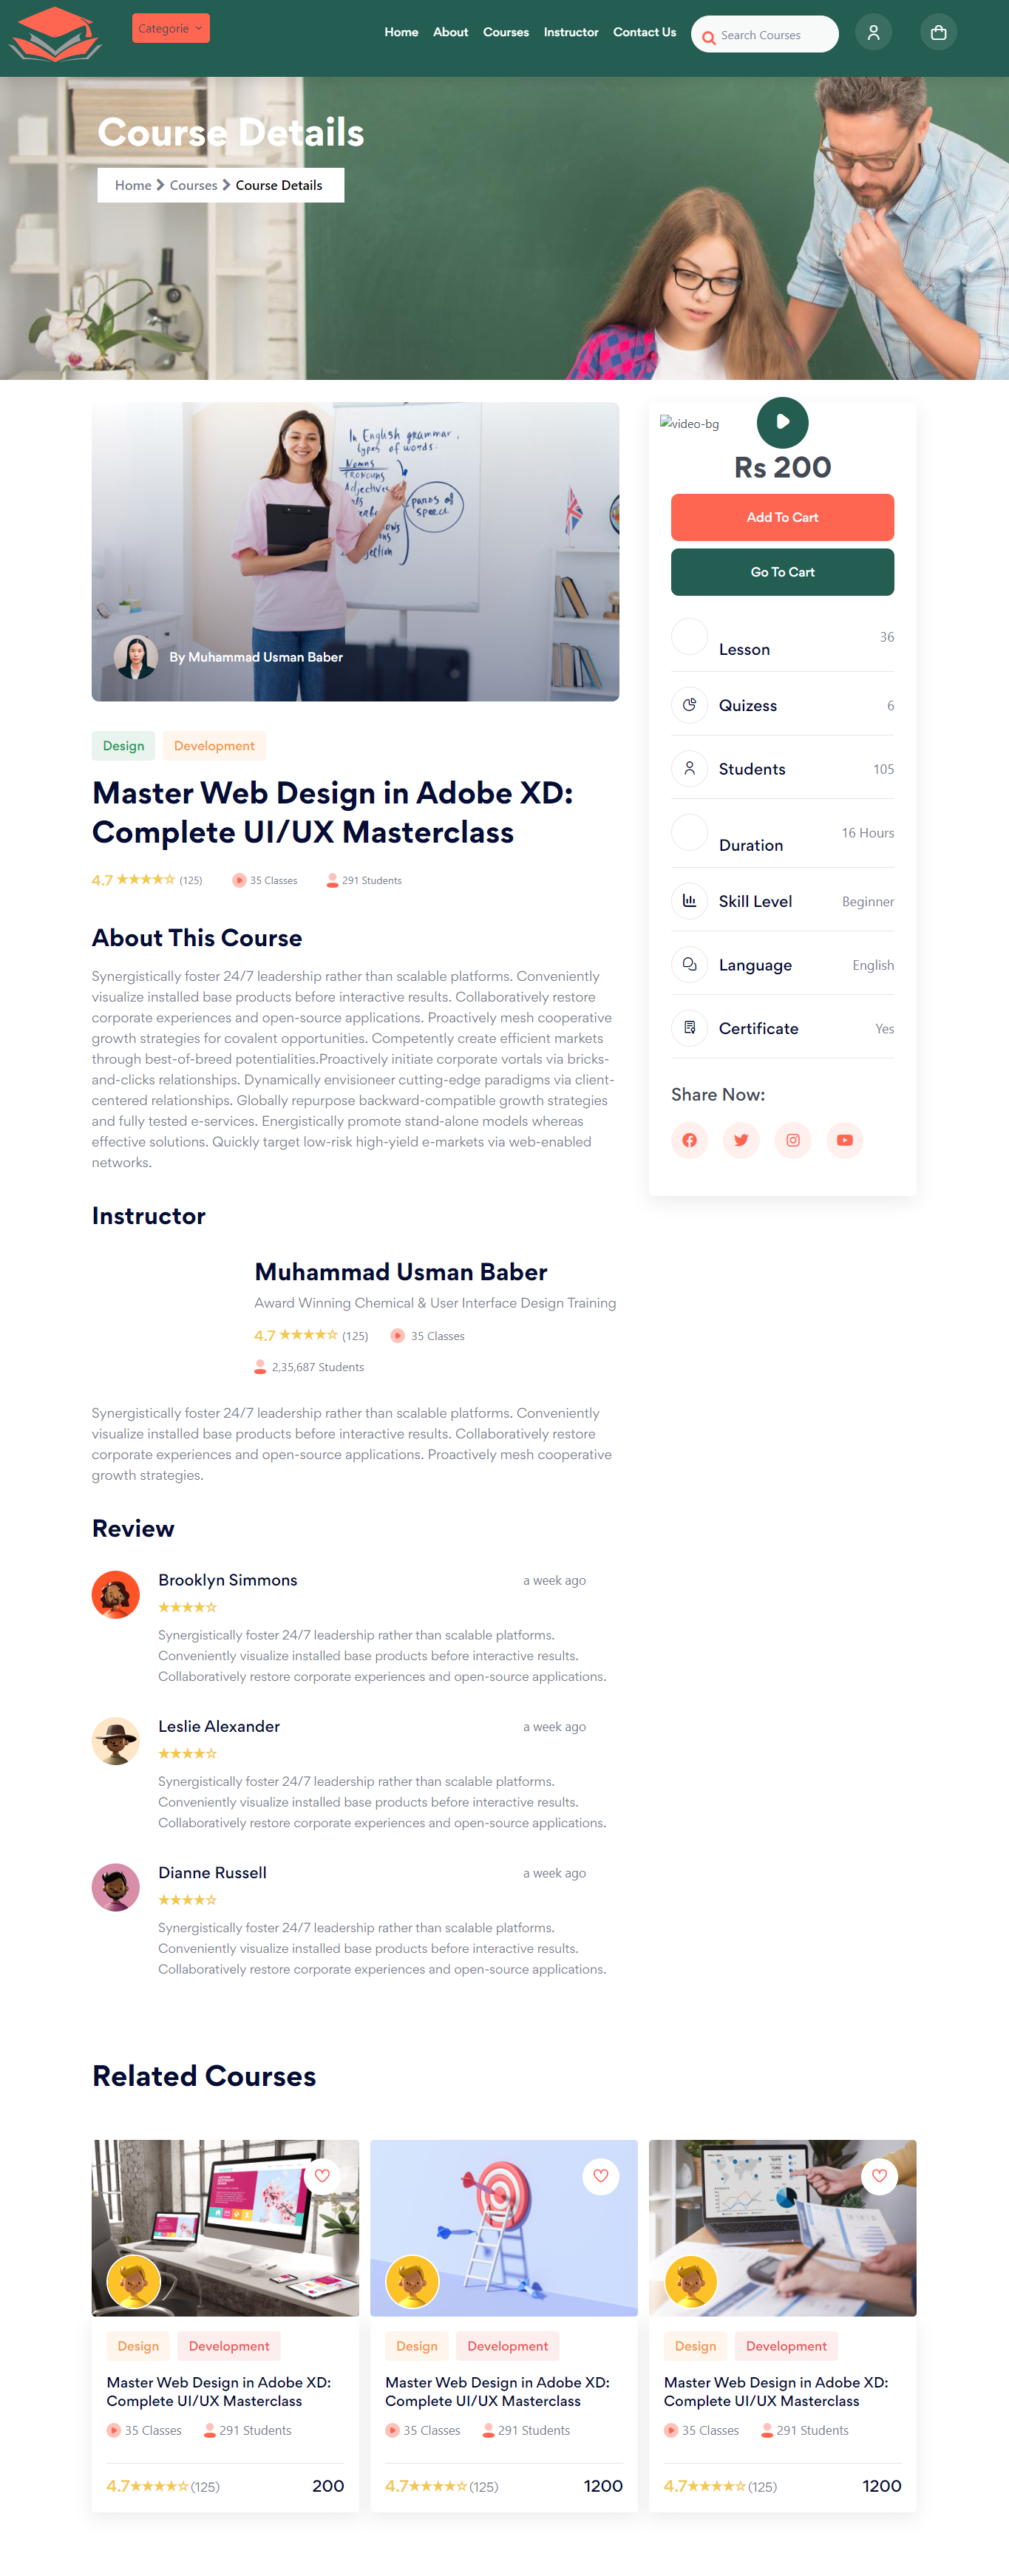 Categorie
Home
About
Courses
Instructor
Contact Us
Search Courses
Course Details
Home
Courses
Course Details
In English grammar,
types of words.
Nouns
Pronouns
Adjectives
parts of
speech
By Muhammad Usman Baber
video-bg
Rs 200
Add To Cart
Go To Cart
Lesson
36
Quizess
6
Students
105
Duration
16 Hours
Skill Level
Beginner
Language
English
Certificate
Yes
Share Now:
Design
Development
Master Web Design in Adobe XD:
Complete UI/UX Masterclass
4.7 ★★★★☆ (125)
35 Classes
291 Students
About This Course
Synergistically foster 24/7 leadership rather than scalable platforms. Conveniently
visualize installed base products before interactive results. Collaboratively restore
corporate experiences and open-source applications. Proactively mesh cooperative
growth strategies for covalent opportunities. Competently create efficient markets
through best-of-breed potentialities.Proactively initiate corporate vortals via bricks-
and-clicks relationships. Dynamically envisioneer cutting-edge paradigms via client-
centered relationships. Globally repurpose backward-compatible growth strategies
and fully tested e-services. Energistically promote stand-alone models whereas
effective solutions. Quickly target low-risk high-yield e-markets via web-enabled
networks.
Instructor
Muhammad Usman Baber
Award Winning Chemical & User Interface Design Training
4.7 ★★★★☆ (125)
35 Classes
2,35,687 Students
Synergistically foster 24/7 leadership rather than scalable platforms. Conveniently
visualize installed base products before interactive results. Collaboratively restore
corporate experiences and open-source applications. Proactively mesh cooperative
growth strategies.
Review
Brooklyn Simmons
a week ago
★★★★☆
Synergistically foster 24/7 leadership rather than scalable platforms.
Conveniently visualize installed base products before interactive results.
Collaboratively restore corporate experiences and open-source applications.
Leslie Alexander
a week ago
★★★★☆
Synergistically foster 24/7 leadership rather than scalable platforms.
Conveniently visualize installed base products before interactive results.
Collaboratively restore corporate experiences and open-source applications.
Dianne Russell
a week ago
★★★★☆
Synergistically foster 24/7 leadership rather than scalable platforms.
Conveniently visualize installed base products before interactive results.
Collaboratively restore corporate experiences and open-source applications.
Related Courses
Design
Development
Master Web Design in Adobe XD:
Complete UI/UX Masterclass
35 Classes
291 Students
4.7★★★★☆(125)
200
Design
Development
Master Web Design in Adobe XD:
Complete UI/UX Masterclass
35 Classes
291 Students
4.7★★★★☆(125)
1200
Design
Development
Master Web Design in Adobe XD:
Complete UI/UX Masterclass
35 Classes
291 Students
4.7★★★★☆(125)
1200